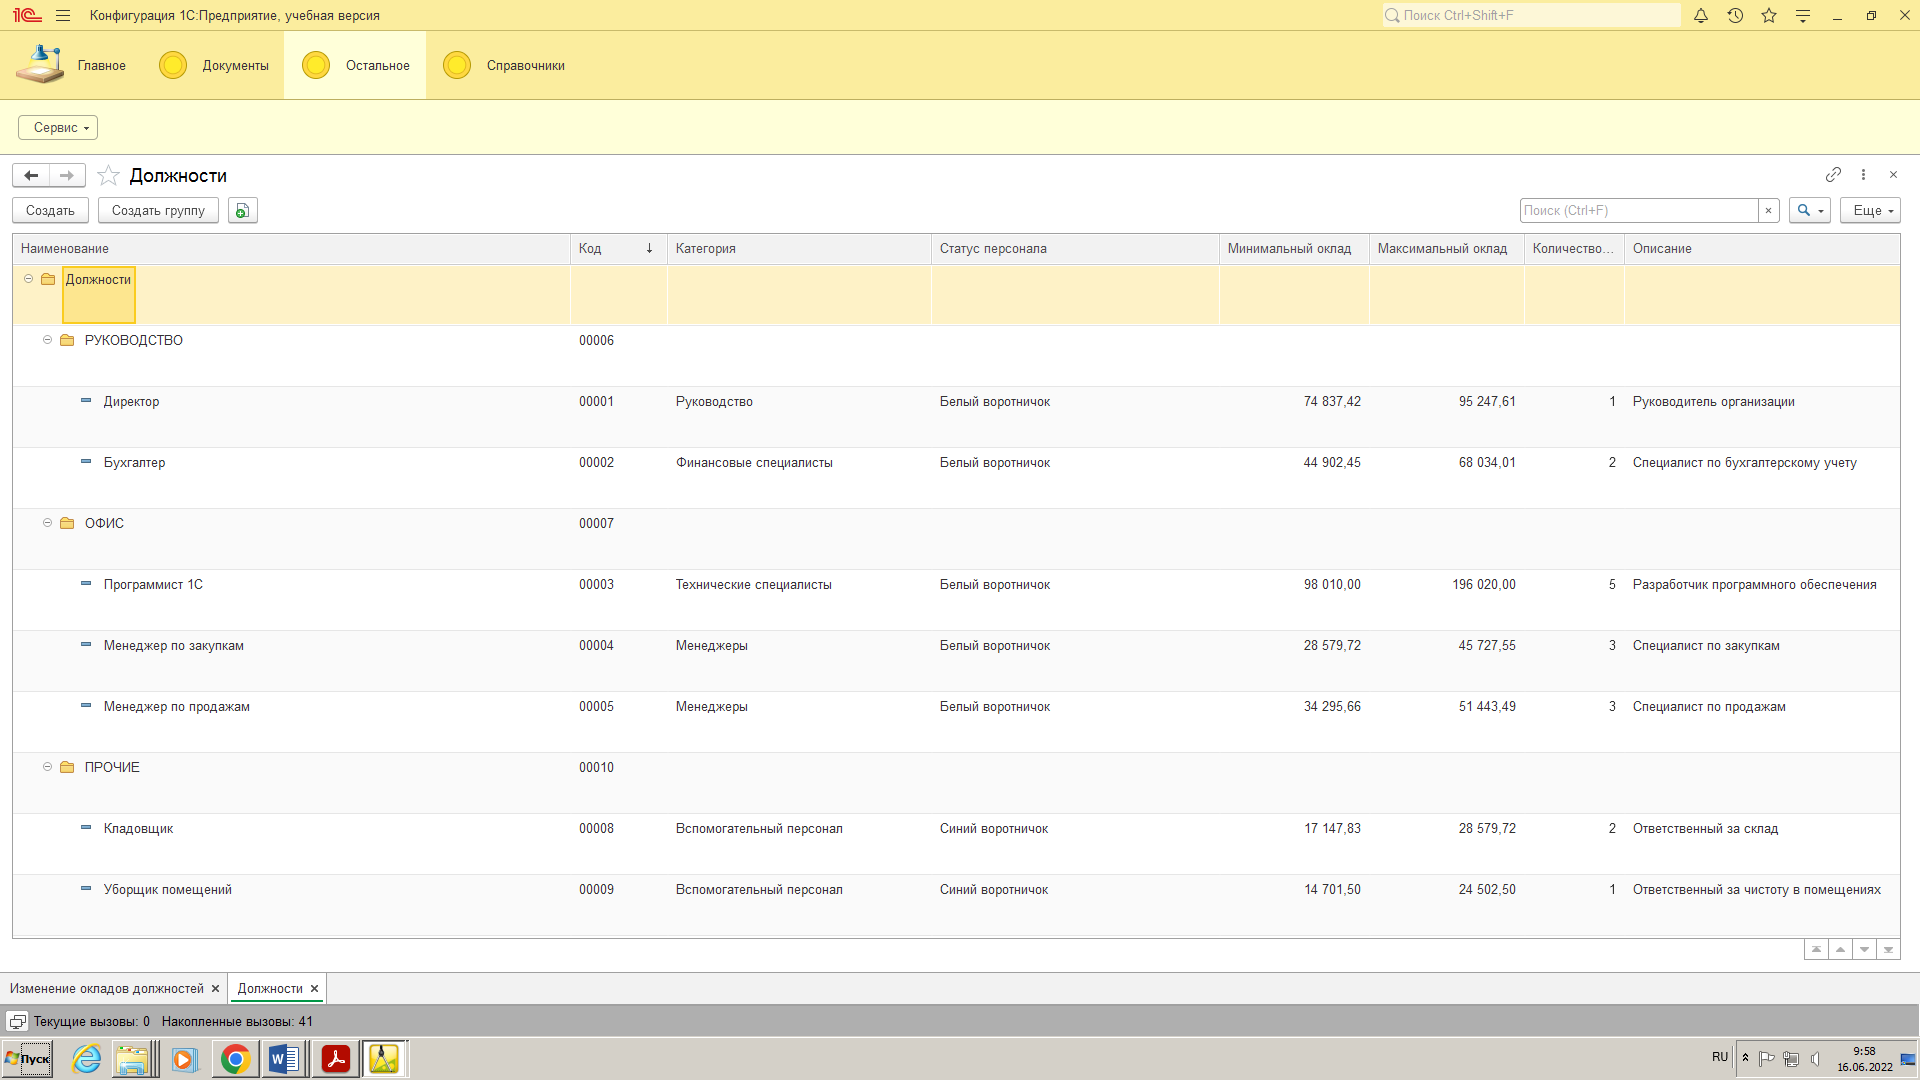 1С Конфигурация 1С:Предприятие, учебная версия Поиск Ctrl+Shift+F
Главное Документы Остальное Справочники
Сервис
Должности
Создать Создать группу Поиск (Ctrl+F) × Еще
Наименование Код ↓ Категория Статус персонала Минимальный оклад Максимальный оклад Количество... Описание
Должности
РУКОВОДСТВО 00006
Директор 00001 Руководство Белый воротничок 74 837,42 95 247,61 1 Руководитель организации
Бухгалтер 00002 Финансовые специалисты Белый воротничок 44 902,45 68 034,01 2 Специалист по бухгалтерскому учету
ОФИС 00007
Программист 1С 00003 Технические специалисты Белый воротничок 98 010,00 196 020,00 5 Разработчик программного обеспечения
Менеджер по закупкам 00004 Менеджеры Белый воротничок 28 579,72 45 727,55 3 Специалист по закупкам
Менеджер по продажам 00005 Менеджеры Белый воротничок 34 295,66 51 443,49 3 Специалист по продажам
ПРОЧИЕ 00010
Кладовщик 00008 Вспомогательный персонал Синий воротничок 17 147,83 28 579,72 2 Ответственный за склад
Уборщик помещений 00009 Вспомогательный персонал Синий воротничок 14 701,50 24 502,50 1 Ответственный за чистоту в помещениях
Изменение окладов должностей × Должности ×
Текущие вызовы: 0 Накопленные вызовы: 41
Пуск RU 9:58
16.06.2022